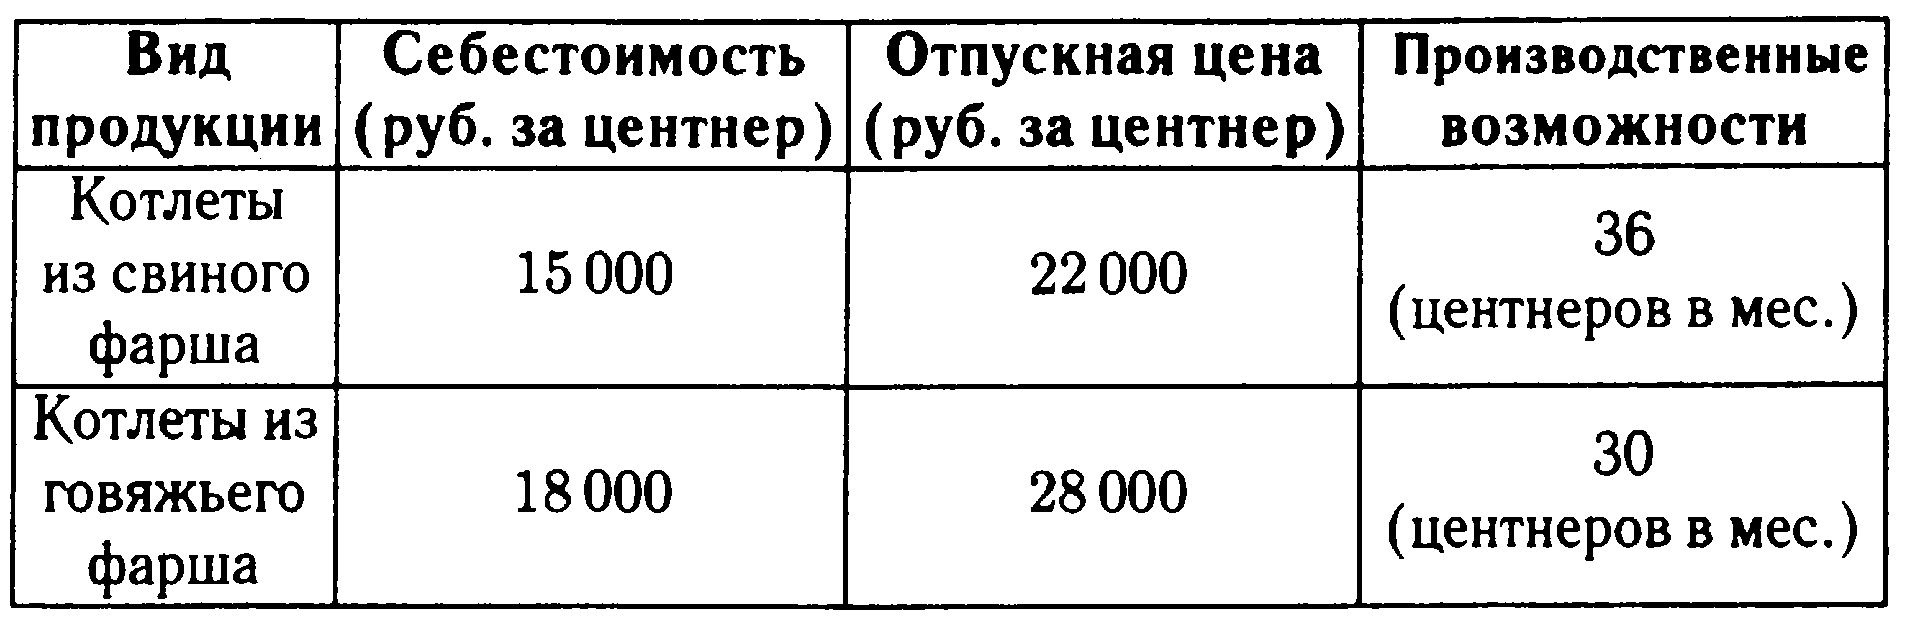 Вид
продукции
Себестоимость
(руб. за центнер)
Отпускная цена
(руб. за центнер)
Производственные
возможности
Котлеты
из свиного
фарша
15 000
22 000
36
(центнеров в мес.)
Котлеты из
говяжьего
фарша
18 000
28 000
30
(центнеров в мес.)